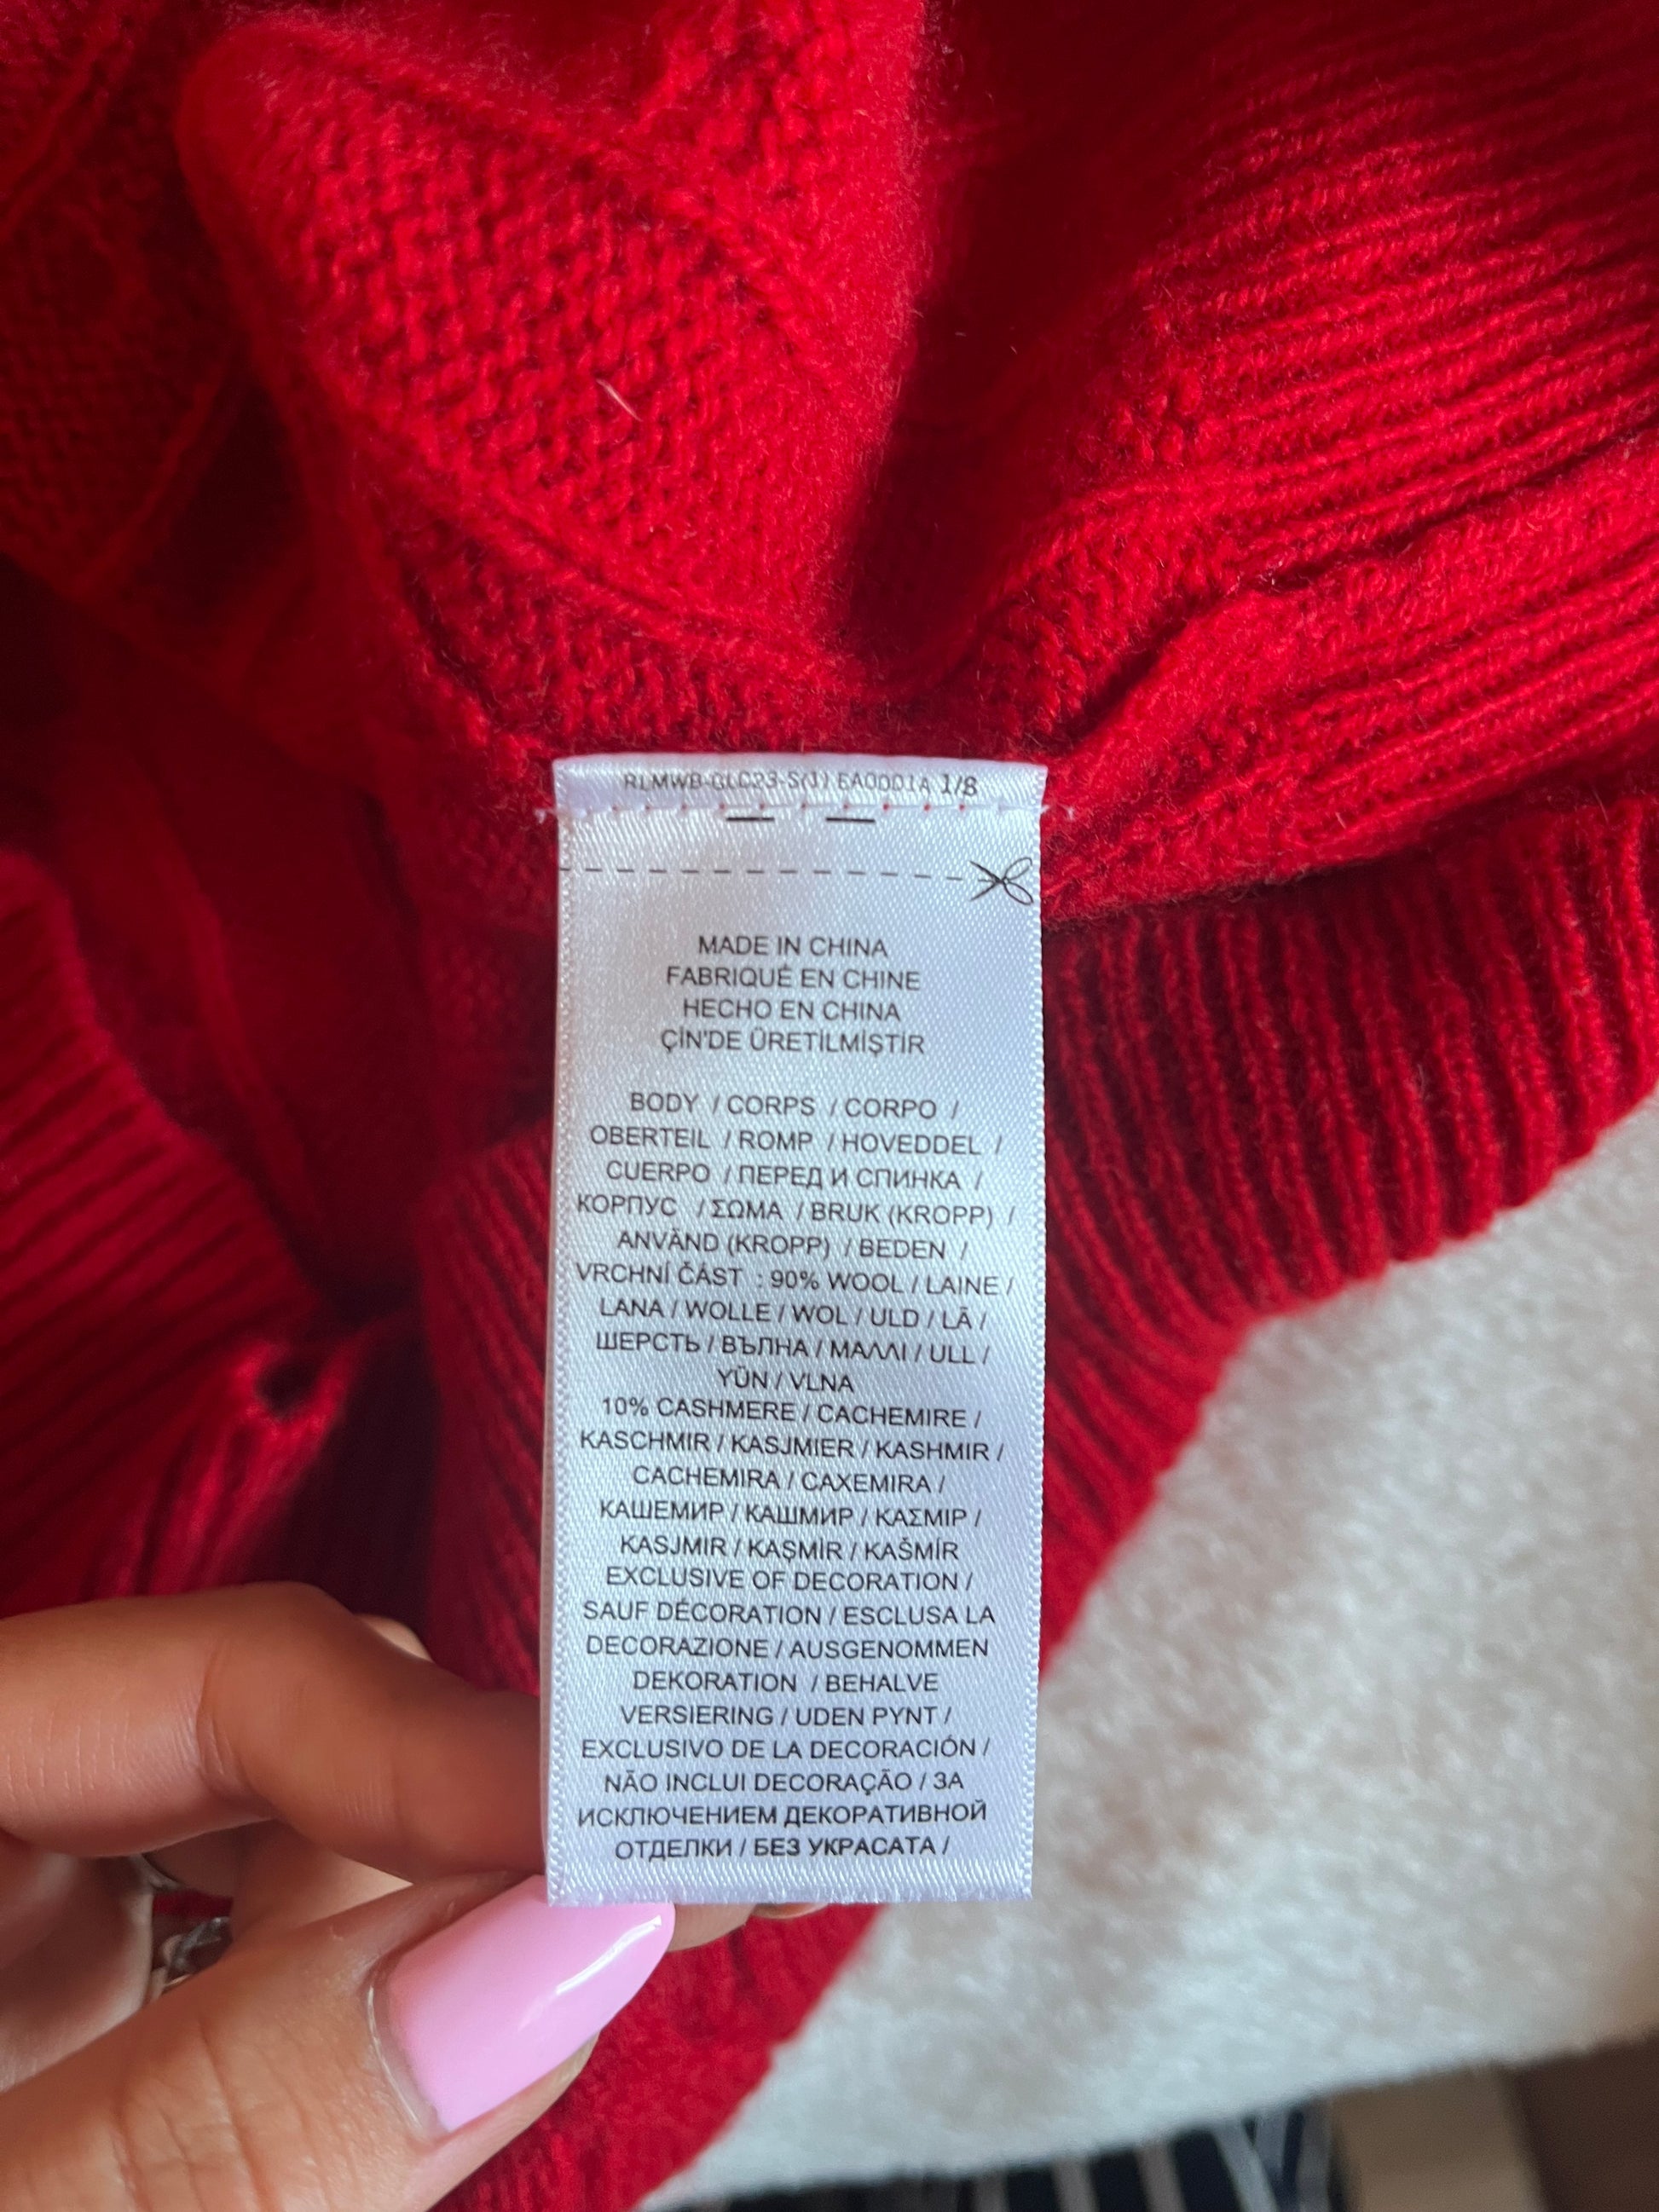 RLMWB-GLC23-S(1) EA0001A 1/8
MADE IN CHINA
FABRIQUÉ EN CHINE
HECHO EN CHINA
ÇİN'DE ÜRETİLMİŞTİR
BODY / CORPS / CORPO /
OBERTEIL / ROMP / HOVEDDEL /
CUERPO / ПЕРЕД И СПИНКА /
КОРПУС / ΣΩΜΑ / BRUK (KROPP) /
ANVÄND (KROPP) / BEDEN /
VRCHNÍ ČÁST : 90% WOOL / LAINE /
LANA / WOLLE / WOL / ULD / LÃ /
ШЕРСТЬ / ВЪЛНА / ΜΑΛΛΙ / ULL /
YÜN / VLNA
10% CASHMERE / CACHEMIRE /
KASCHMIR / KASJMIER / KASHMIR /
CACHEMIRA / CAXEMIRA /
КАШЕМИР / КАШМИР / ΚΑΣΜΙΡ /
KASJMIR / KAŞMİR / KAŠMÍR
EXCLUSIVE OF DECORATION /
SAUF DÉCORATION / ESCLUSA LA
DECORAZIONE / AUSGENOMMEN
DEKORATION / BEHALVE
VERSIERING / UDEN PYNT /
EXCLUSIVO DE LA DECORACIÓN /
NÃO INCLUI DECORAÇÃO / ЗА
ИСКЛЮЧЕНИЕМ ДЕКОРАТИВНОЙ
ОТДЕЛКИ / БЕЗ УКРАСАТА /